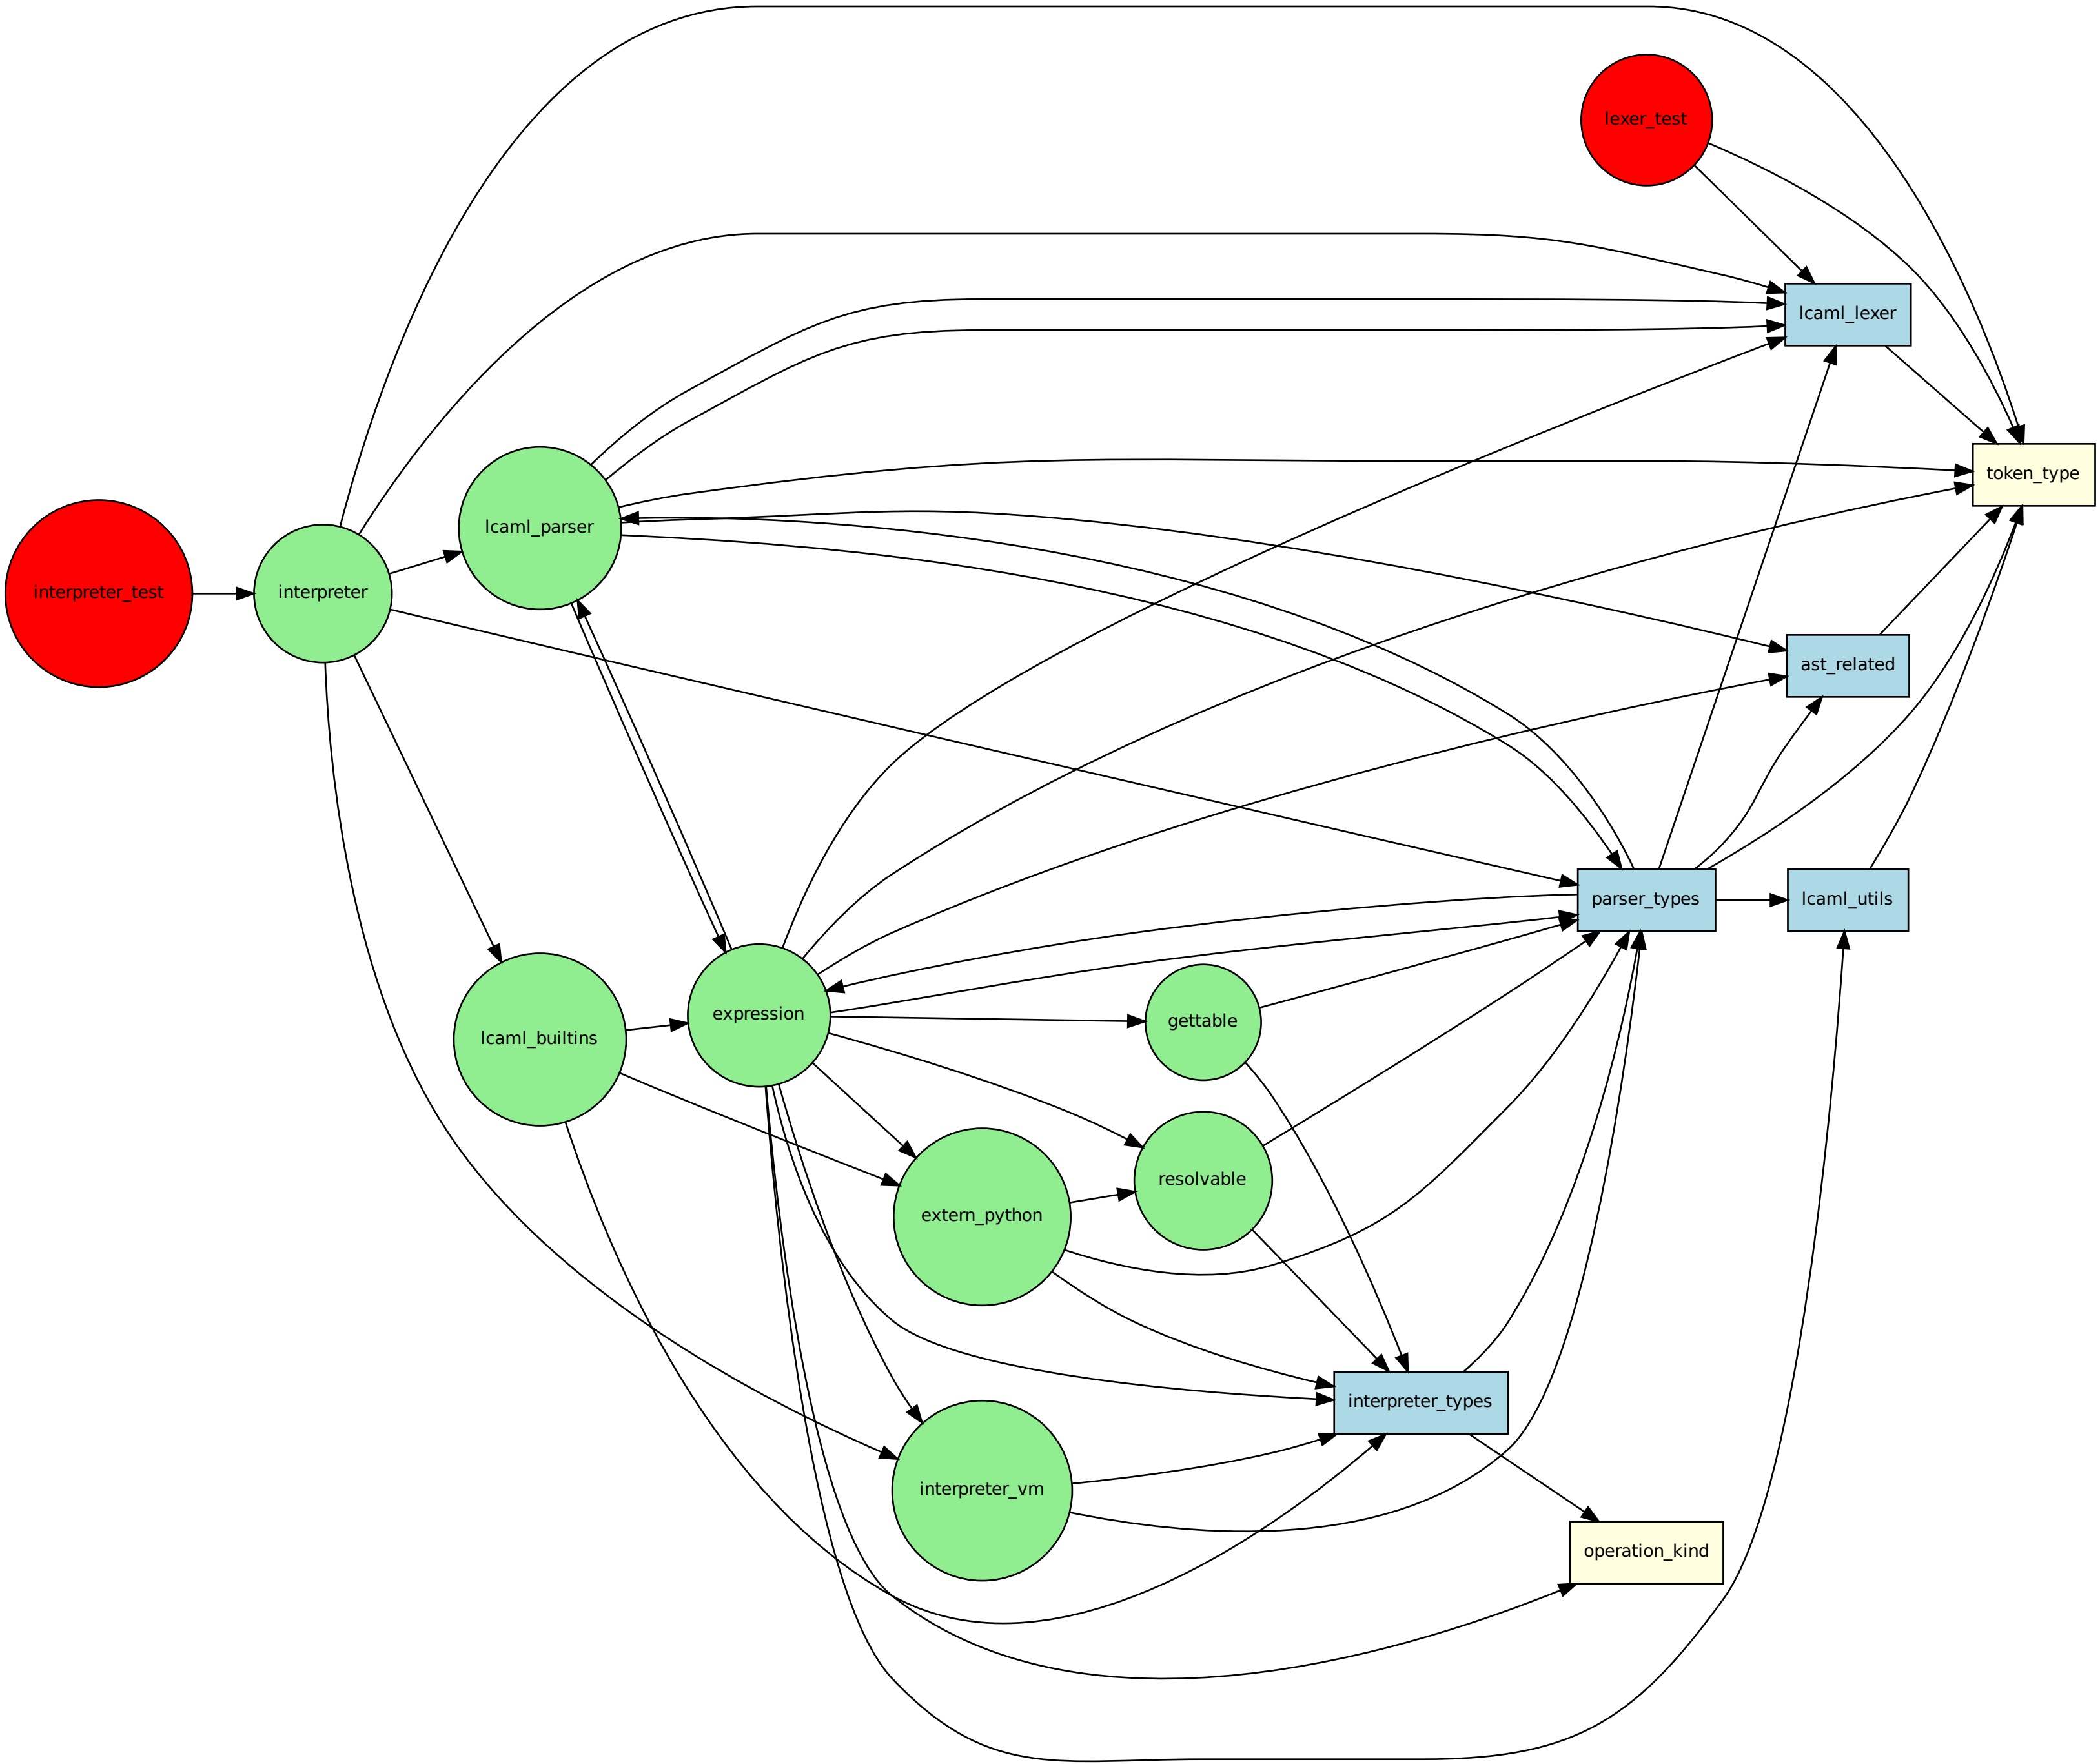 lexer_test
lcaml_lexer
token_type
lcaml_parser
interpreter_test
interpreter
ast_related
parser_types
lcaml_utils
expression
gettable
lcaml_builtins
resolvable
extern_python
interpreter_types
interpreter_vm
operation_kind